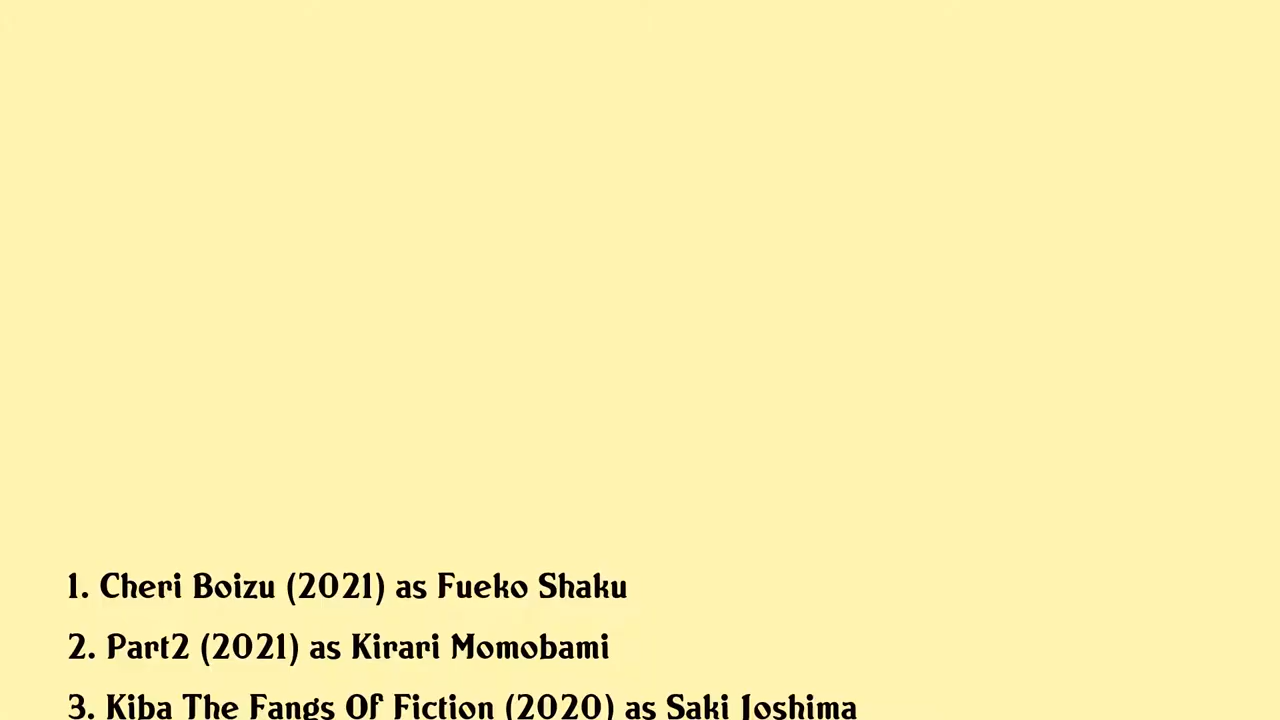 1. Cheri Boizu (2021) as Fueko Shaku
2. Part2 (2021) as Kirari Momobami
3. Kiba The Fangs Of Fiction (2020) as Saki Joshima